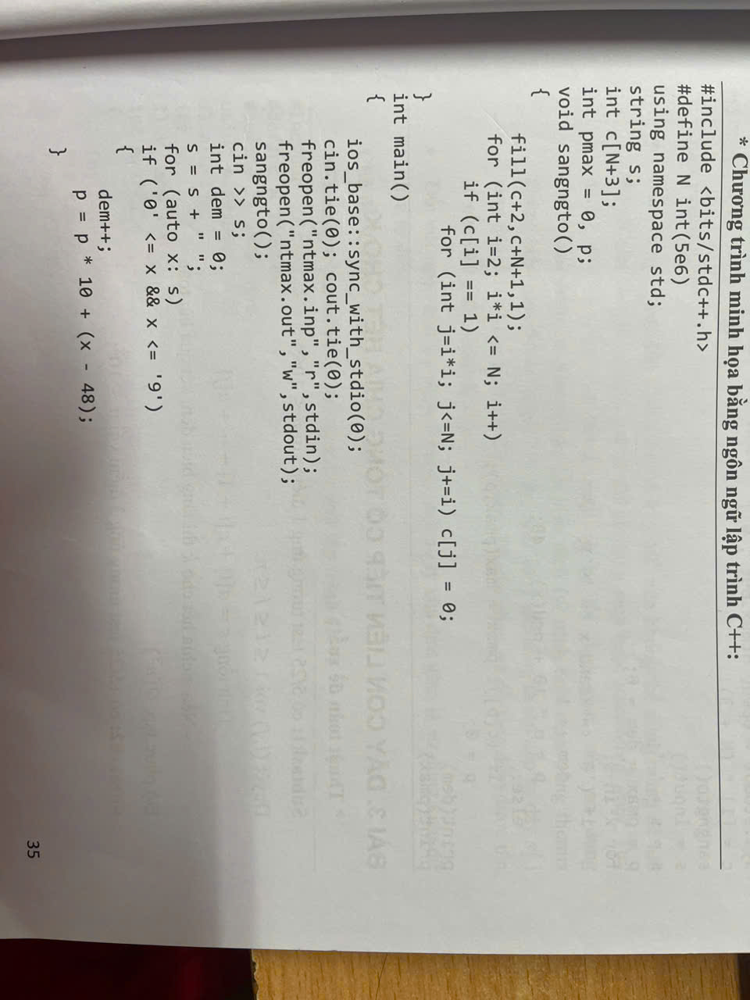 * Chương trình minh họa bằng ngôn ngữ lập trình C++:
#include <bits/stdc++.h>
#define N int(5e6)
using namespace std;
string s;
int c[N+3];
int pmax = 0, p;
void sangngto()
{
fill(c+2,c+N+1,1);
for (int i=2; i*i <= N; i++)
if (c[i] == 1)
for (int j=i*i; j<=N; j+=i) c[j] = 0;
}
int main()
{
ios_base::sync_with_stdio(0);
cin.tie(0); cout.tie(0);
freopen("ntmax.inp","r",stdin);
freopen("ntmax.out","w",stdout);
sangngto();
cin >> s;
int dem = 0;
s = s + " ";
for (auto x: s)
if ('0' <= x && x <= '9')
{
dem++;
p = p * 10 + (x - 48);
}
35